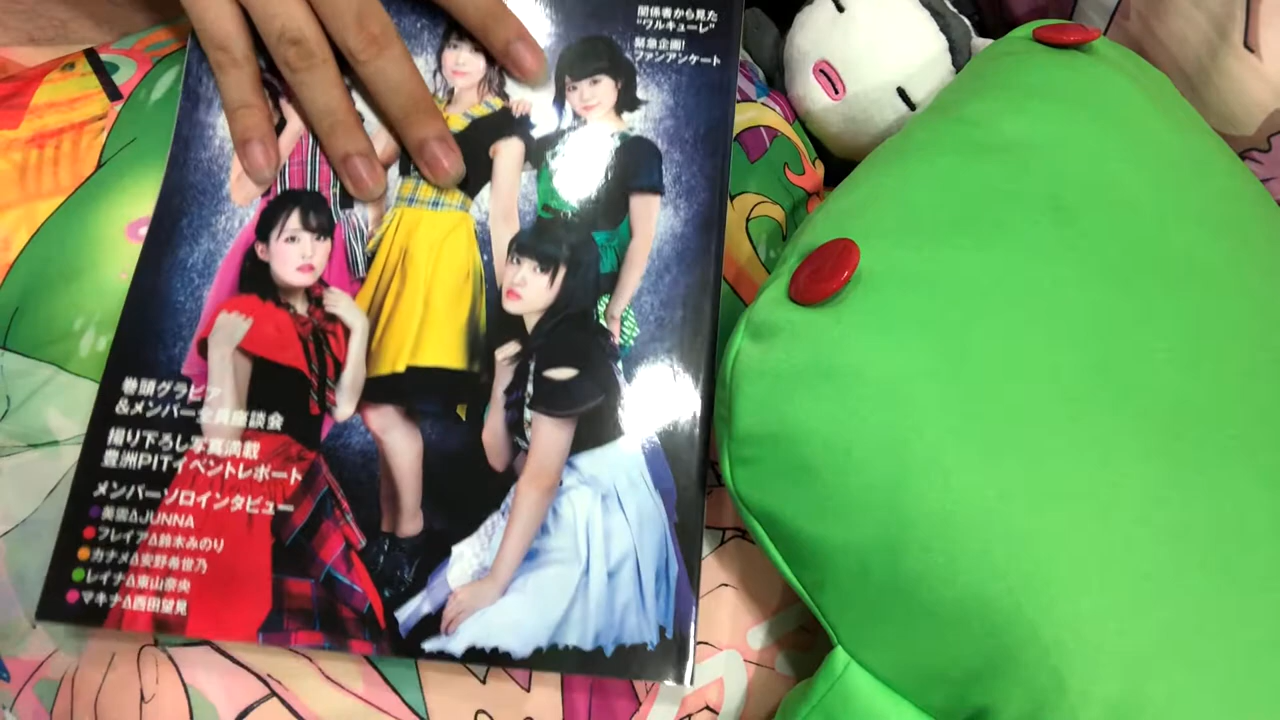 関係者から見た
"ワルキューレ"
緊急企画!
ファンアンケート
巻頭グラビア
&メンバー全員座談会
撮り下ろし写真満載
豊洲PITイベントレポート
メンバーソロインタビュー
美雲Δ JUNNA
フレイアΔ鈴木みのり
カナメΔ安野希世乃
レイナΔ東山奈央
マキナΔ西田望見